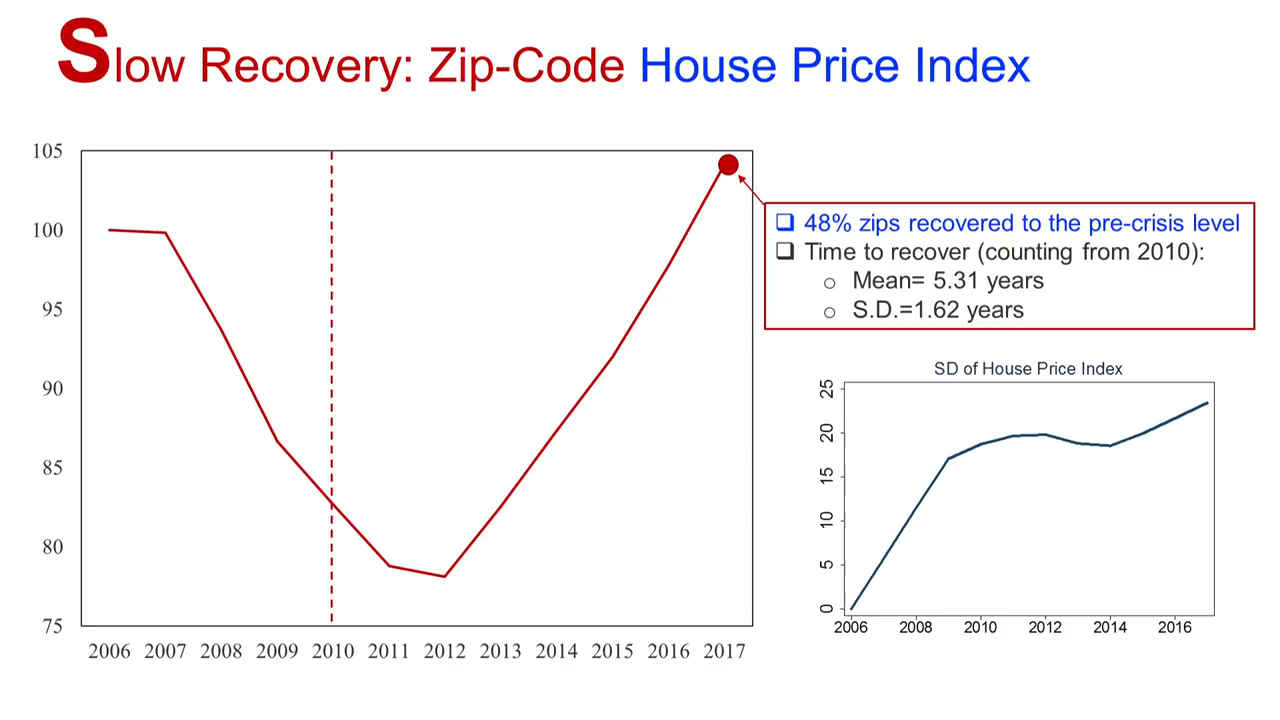 Slow Recovery: Zip-Code House Price Index
105
100
95
90
85
80
75
2006 2007 2008 2009 2010 2011 2012 2013 2014 2015 2016 2017
❑ 48% zips recovered to the pre-crisis level
❑ Time to recover (counting from 2010):
○ Mean= 5.31 years
○ S.D.=1.62 years
SD of House Price Index
25
20
15
10
5
0
2006 2008 2010 2012 2014 2016